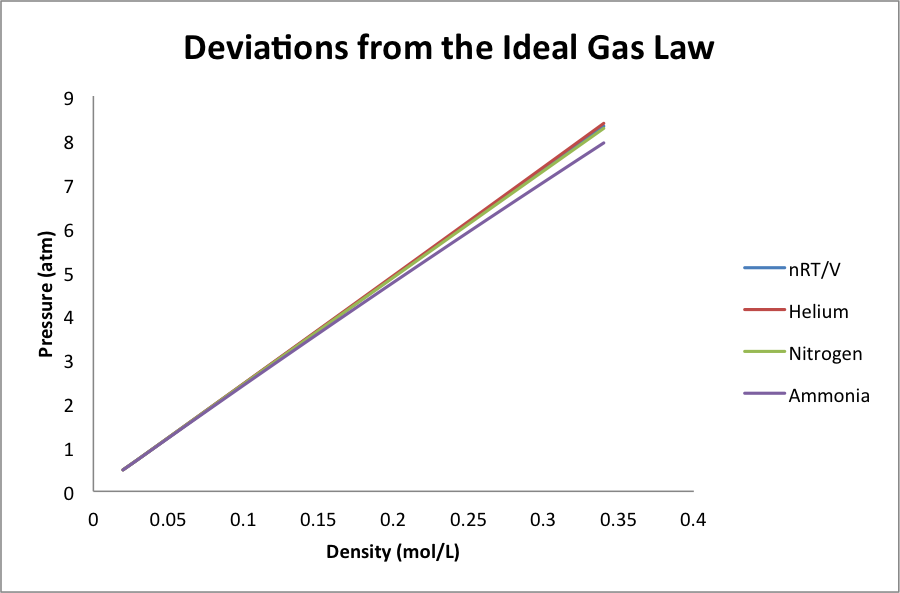 Deviations from the Ideal Gas Law
9
8
7
6
5
4
3
2
1
0
Pressure (atm)
0 0.05 0.1 0.15 0.2 0.25 0.3 0.35 0.4
Density (mol/L)
nRT/V
Helium
Nitrogen
Ammonia